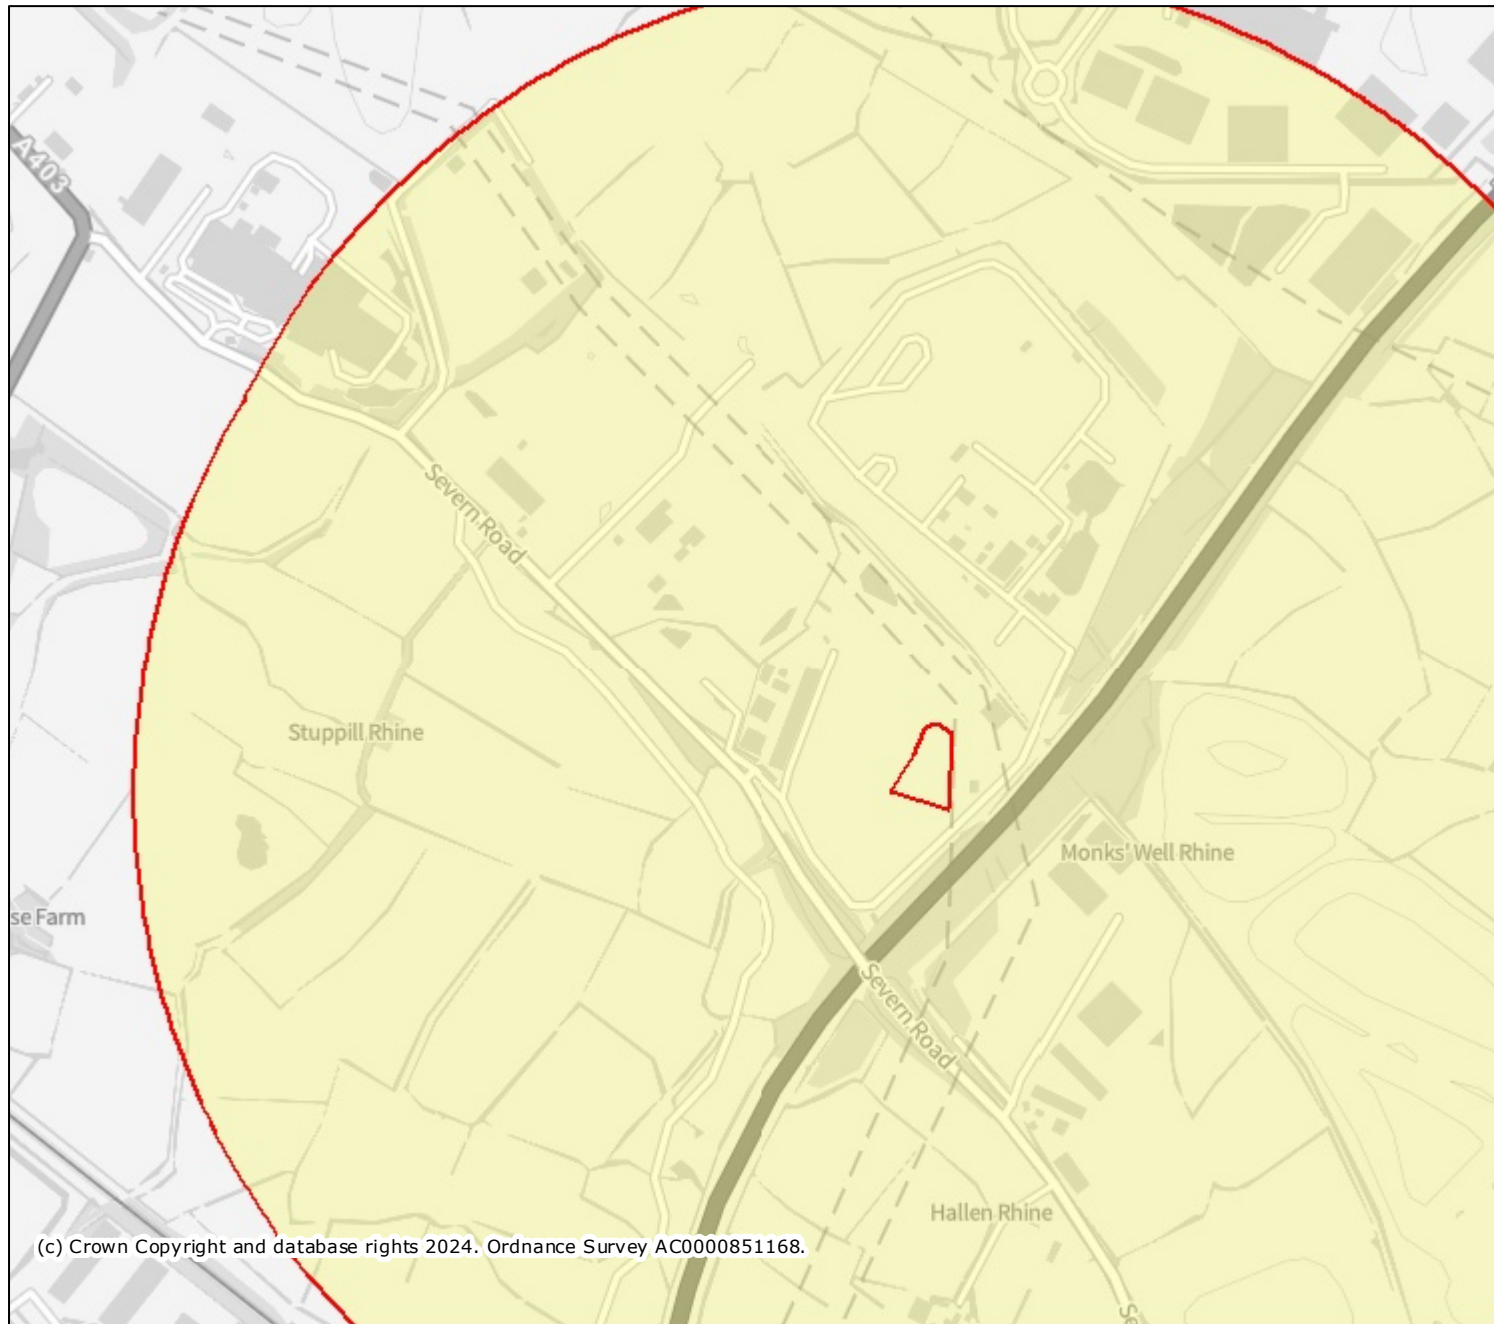 A403
Severn Road
Stuppill Rhine
Monks' Well Rhine
se Farm
Severn Road
Hallen Rhine
(c) Crown Copyright and database rights 2024. Ordnance Survey AC0000851168.
Se